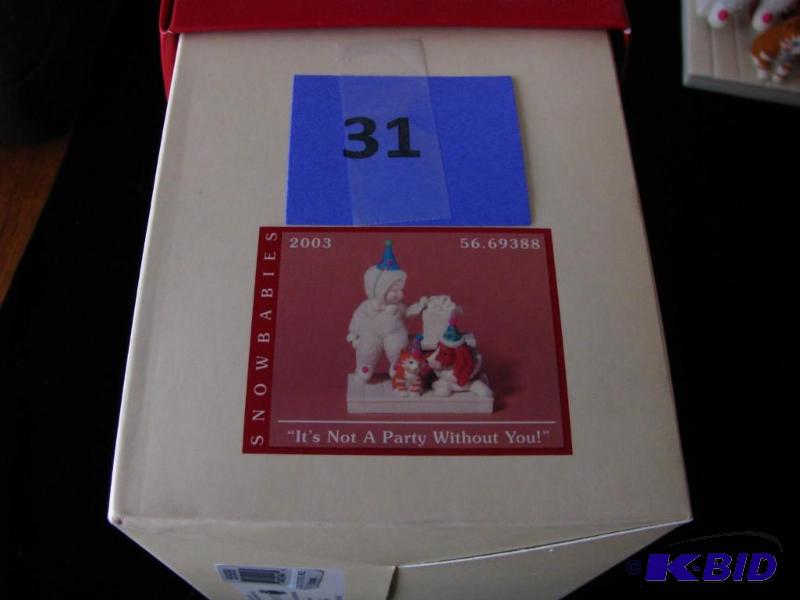 31
2003 56.69388
SNOWBABIES
"It's Not A Party Without You!"
© K-BID